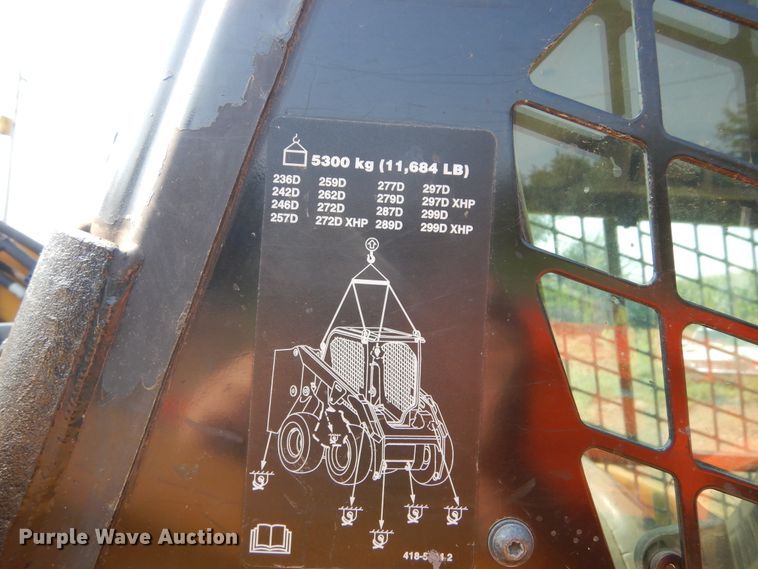 5300 kg (11,684 LB)
236D 259D 277D 297D
242D 262D 279D 297D XHP
246D 272D 287D 299D
257D 272D XHP 289D 299D XHP
Purple Wave Auction